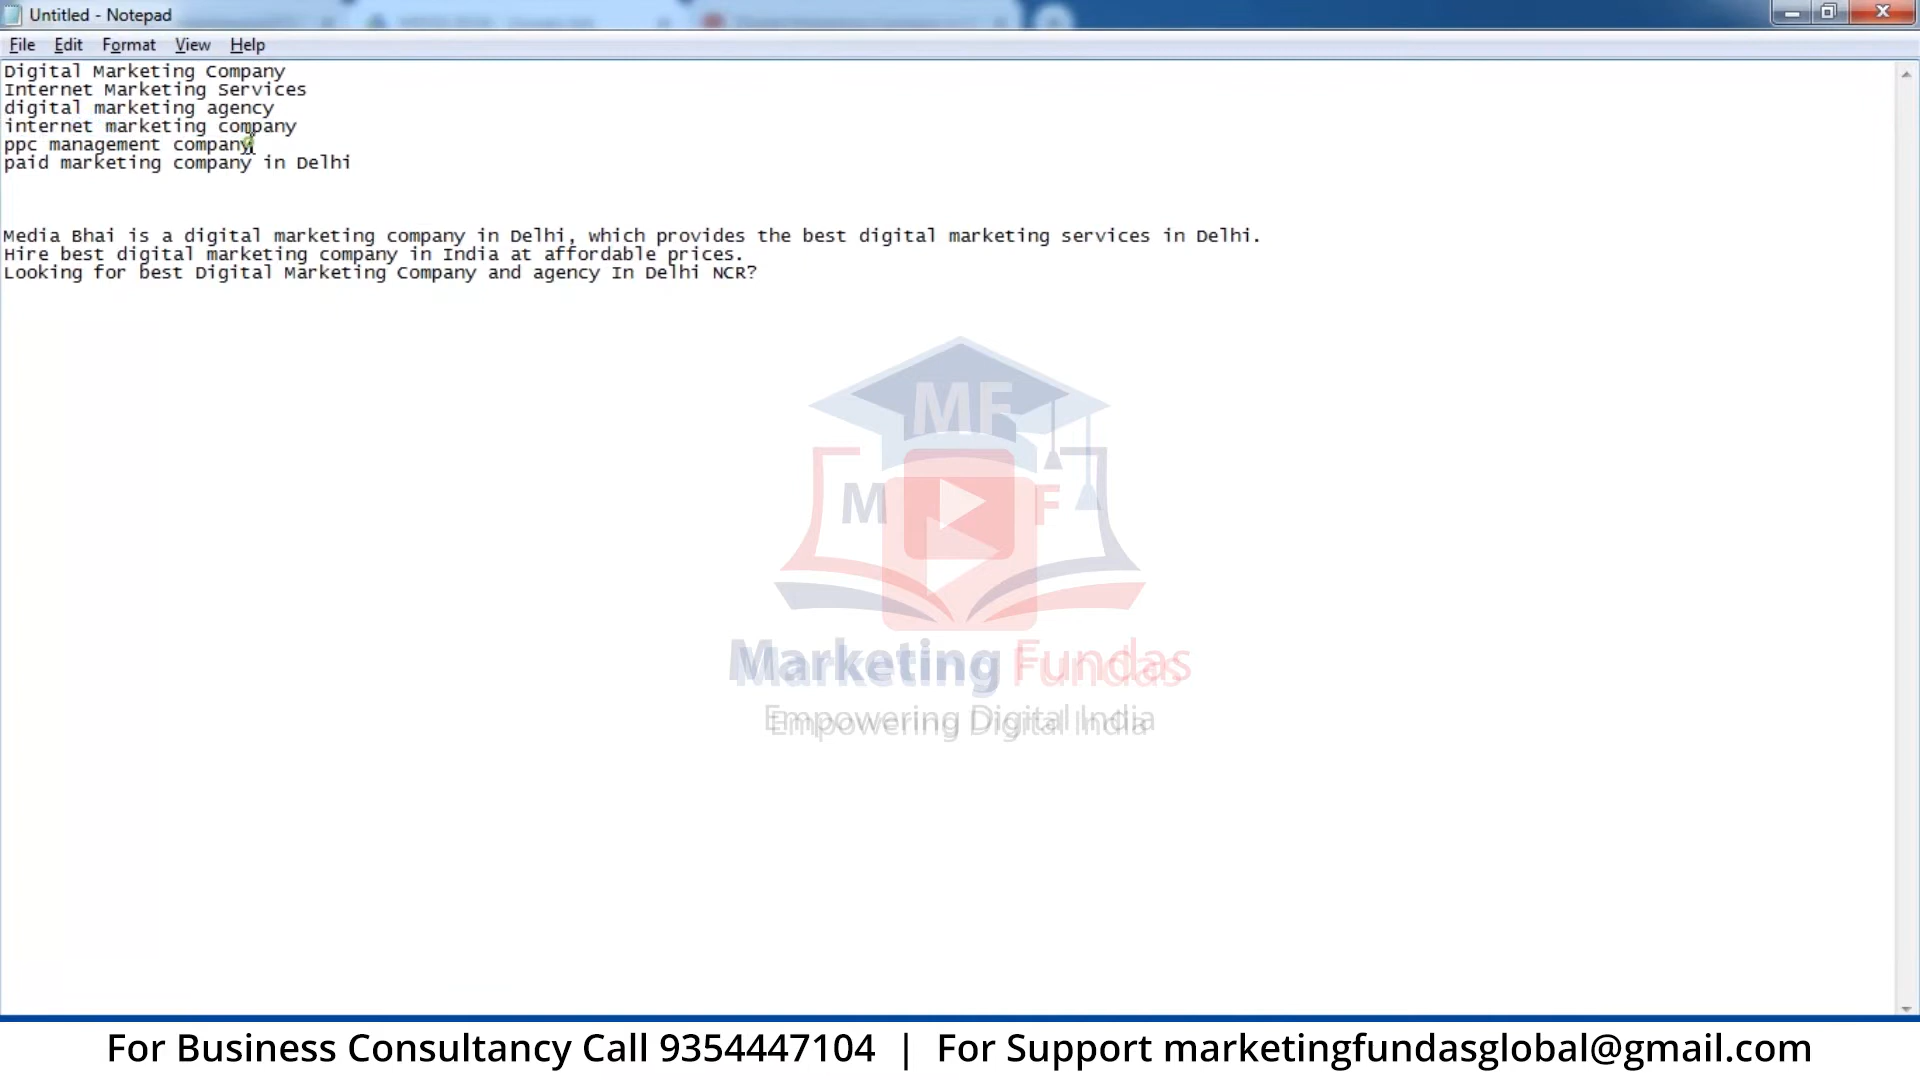 Untitled - Notepad
File Edit Format View Help
Digital Marketing Company
Internet Marketing Services
digital marketing agency
internet marketing company
ppc management company
paid marketing company in Delhi
Media Bhai is a digital marketing company in Delhi, which provides the best digital marketing services in Delhi.
Hire best digital marketing company in India at affordable prices.
Looking for best Digital Marketing Company and agency In Delhi NCR?
MF
M F
Marketing Fundas
Empowering Digital India
For Business Consultancy Call 9354447104 | For Support marketingfundasglobal@gmail.com